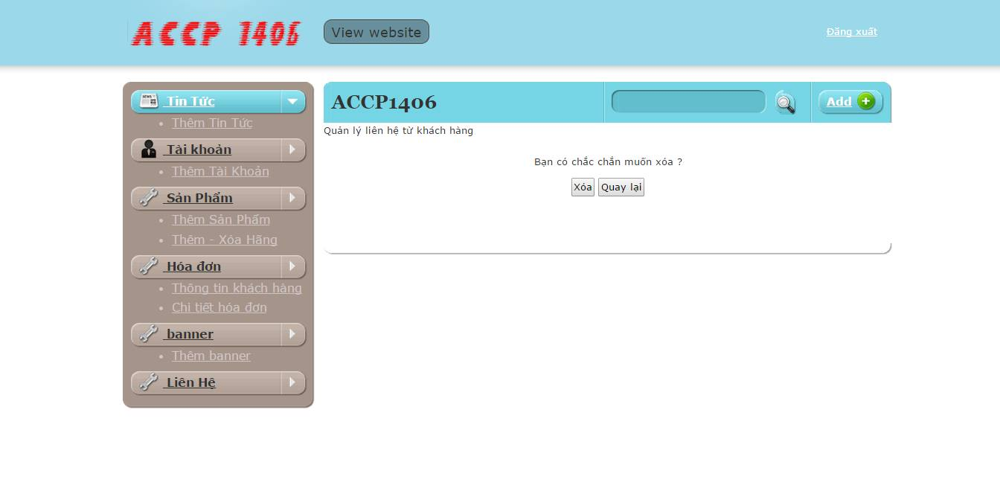 ACCP 1406
View website
Đăng xuất
Tin Tức
Thêm Tin Tức
Tài khoản
Thêm Tài Khoản
Sản Phẩm
Thêm Sản Phẩm
Thêm - Xóa Hãng
Hóa đơn
Thông tin khách hàng
Chi tiết hóa đơn
banner
Thêm banner
Liên Hệ
ACCP1406
Add
Quản lý liên hệ từ khách hàng
Bạn có chắc chắn muốn xóa ?
Xóa Quay lại